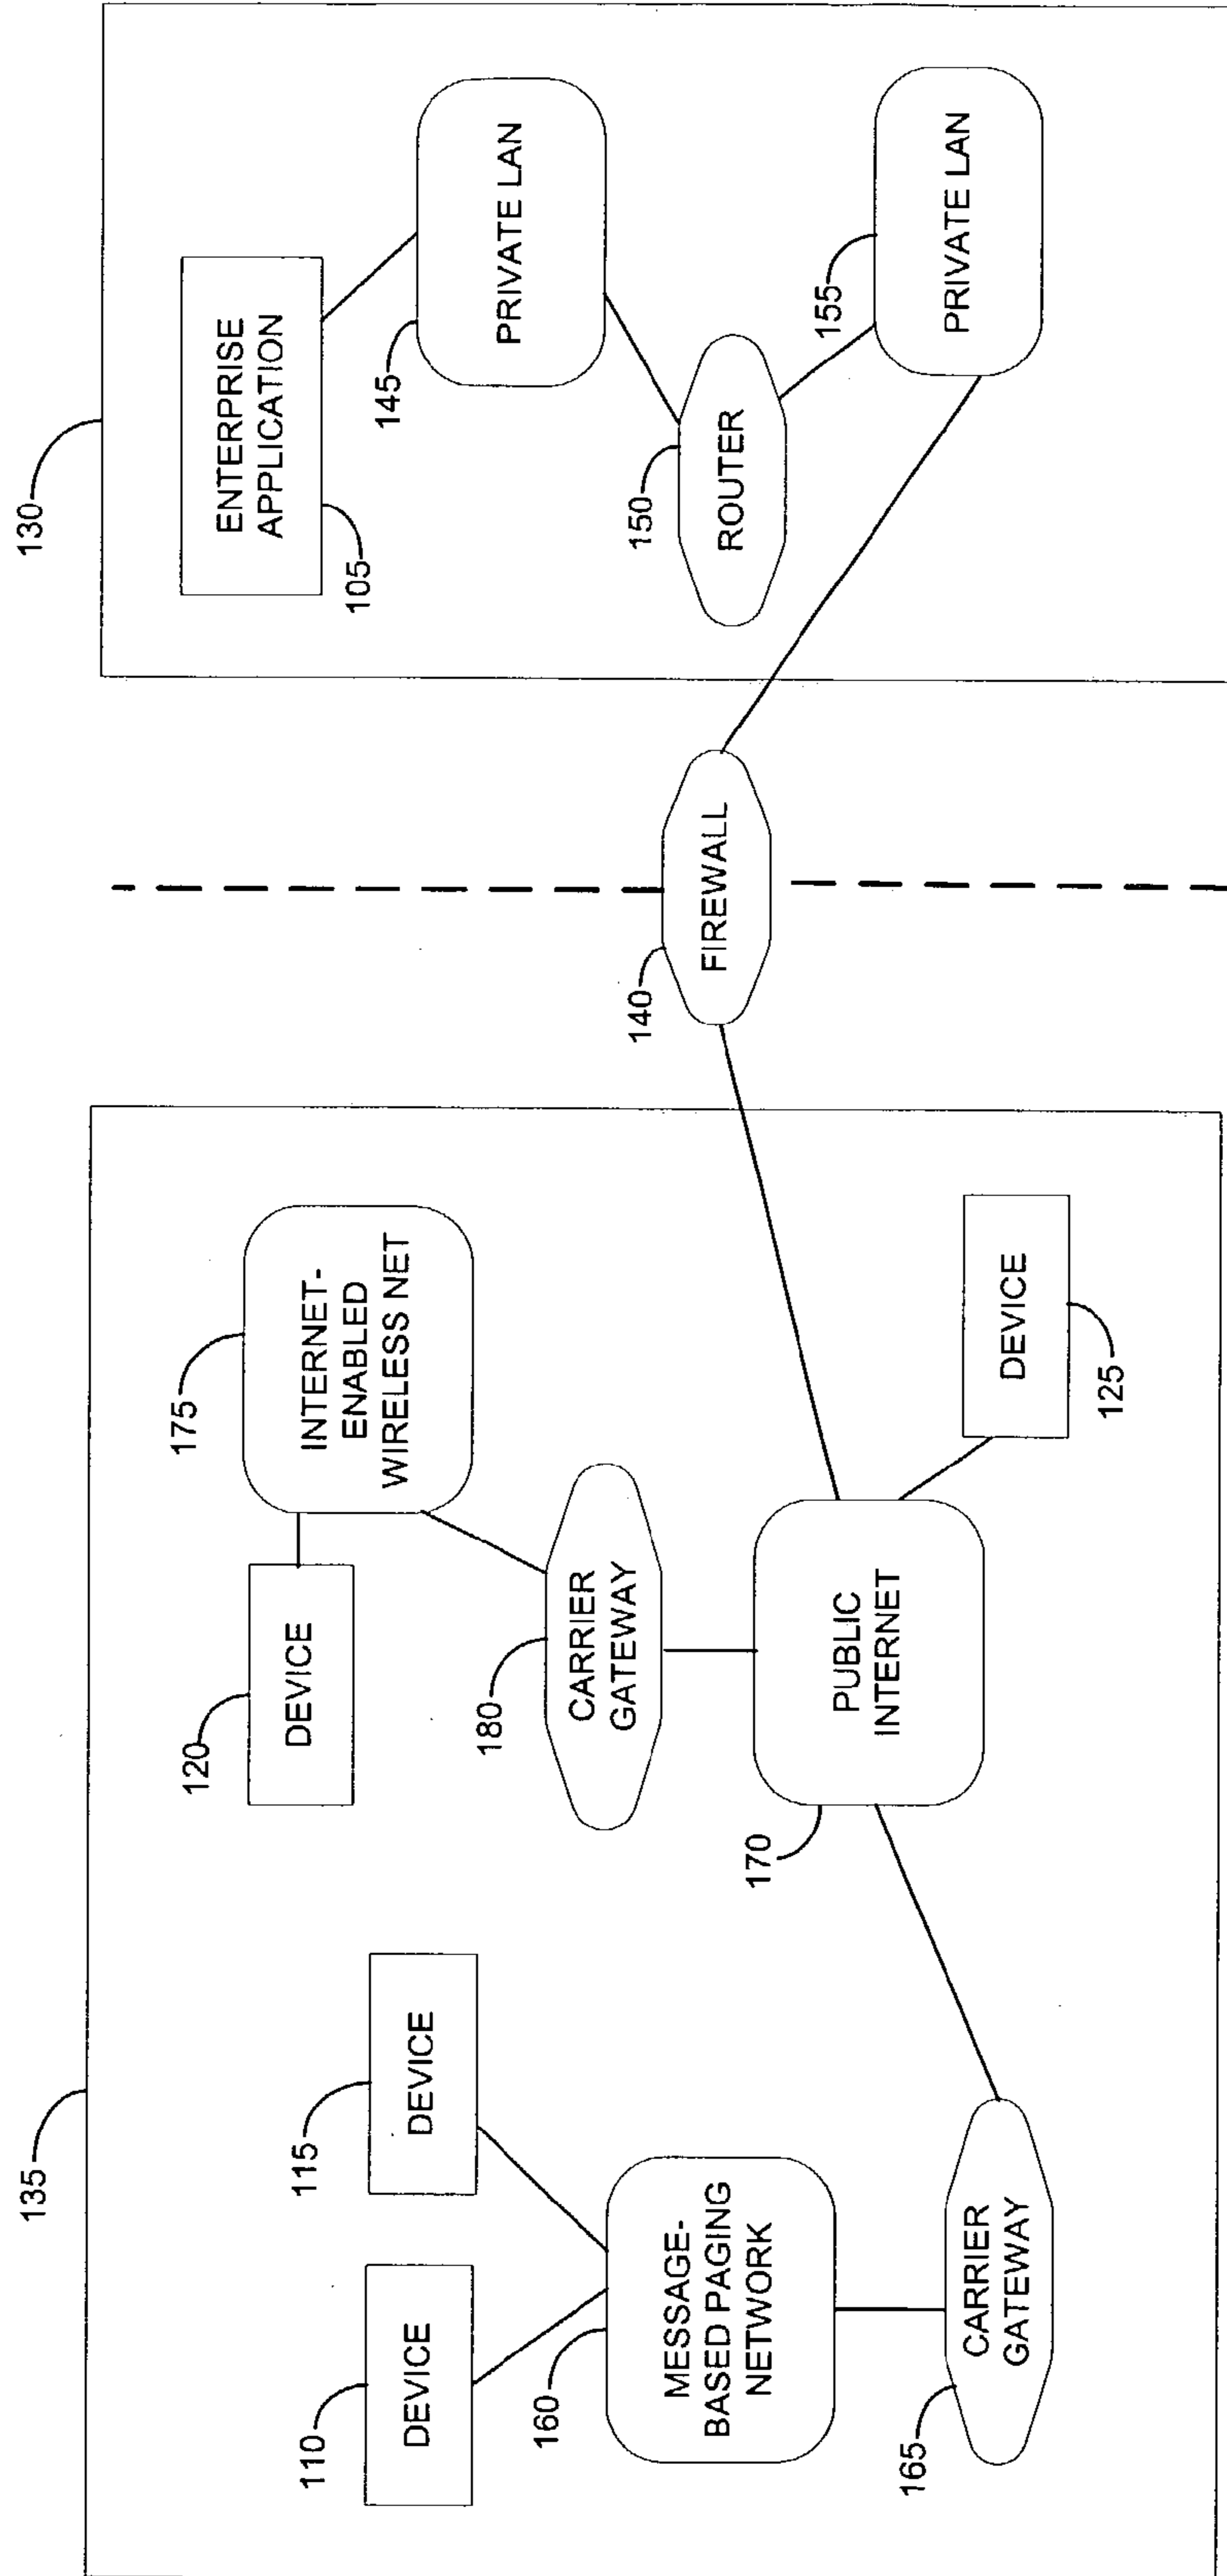 135
110
DEVICE
115
DEVICE
160
MESSAGE-
BASED PAGING
NETWORK
165
CARRIER
GATEWAY
120
DEVICE
175
INTERNET-
ENABLED
WIRELESS NET
180
CARRIER
GATEWAY
170
PUBLIC
INTERNET
DEVICE
125
140
FIREWALL
130
ENTERPRISE
APPLICATION
105
145
PRIVATE LAN
150
ROUTER
155
PRIVATE LAN